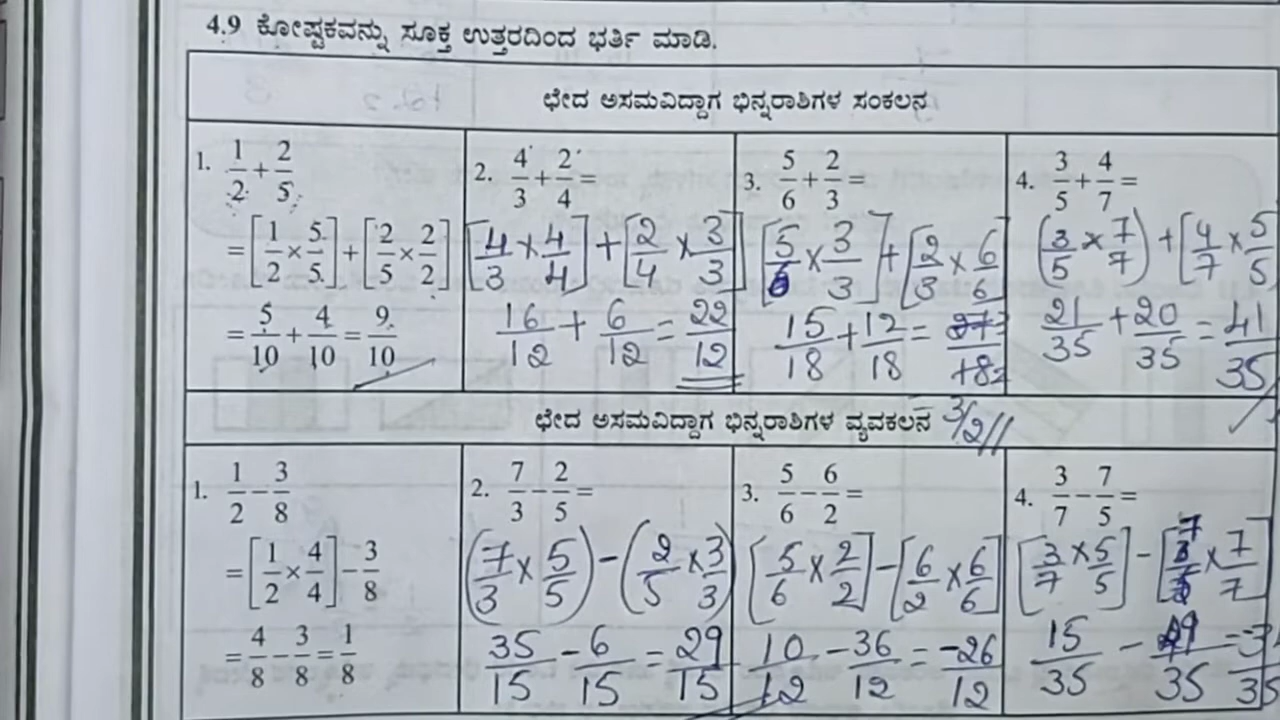 4.9 ಕೋಷ್ಟಕವನ್ನು ಸೂಕ್ತ ಉತ್ತರದಿಂದ ಭರ್ತಿ ಮಾಡಿ.
ಛೇದ ಅಸಮವಿದ್ದಾಗ ಭಿನ್ನರಾಶಿಗಳ ಸಂಕಲನ
1. 1/2 + 2/5
= [1/2 × 5/5] + [2/5 × 2/2]
= 5/10 + 4/10 = 9/10
2. 4/3 + 2/4 =
[4/3 × 4/4] + [2/4 × 3/3]
16/12 + 6/12 = 22/12
3. 5/6 + 2/3
[5/6 × 3/3] + [2/3 × 6/6]
15/18 + 12/18 = 27/18
= 3/2
4. 3/5 + 4/7 =
(3/5 × 7/7) + [4/7 × 5/5
21/35 + 20/35 = 41/35
ಛೇದ ಅಸಮವಿದ್ದಾಗ ಭಿನ್ನರಾಶಿಗಳ ವ್ಯವಕಲನ
1. 1/2 − 3/8
= [1/2 × 4/4] − 3/8
= 4/8 − 3/8 = 1/8
2. 7/3 − 2/5 =
(7/3 × 5/5) − (2/5 × 3/3)
35/15 − 6/15 = 29/15
3. 5/6 − 6/2 =
[5/6 × 2/2] − [6/2 × 6/6]
10/12 − 36/12 = −26/12
4. 3/7 − 7/5 =
[3/7 × 5/5] − [7/5 × 7/7]
15/35 − 49/35 =